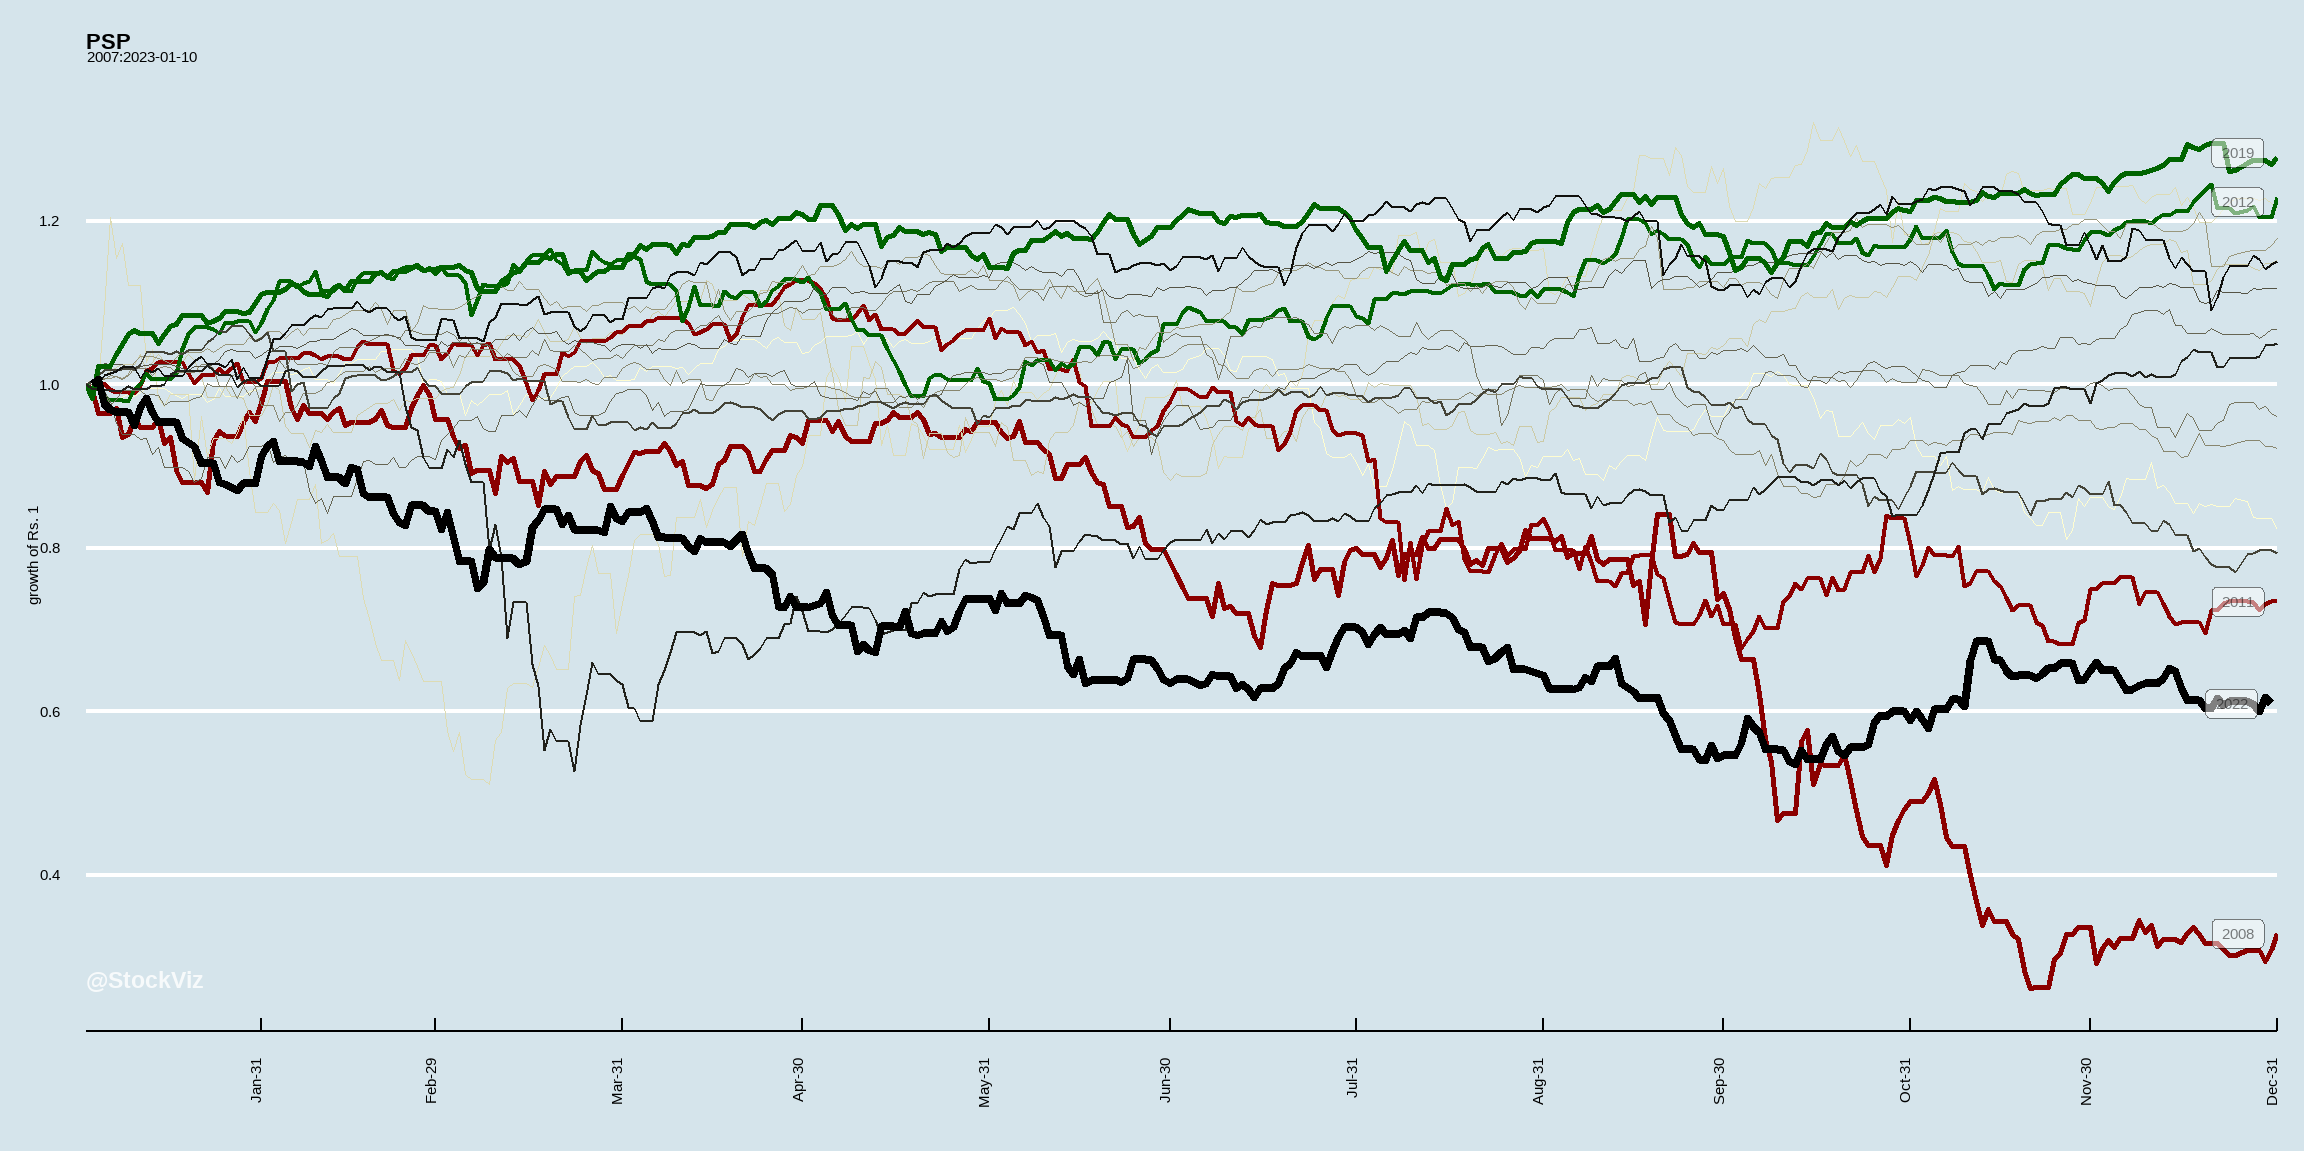 PSP
2007:2023-01-10
growth of Rs. 1
1.2
1.0
0.8
0.6
0.4
2019
2012
2011
2022
2008
@StockViz
Jan-31
Feb-29
Mar-31
Apr-30
May-31
Jun-30
Jul-31
Aug-31
Sep-30
Oct-31
Nov-30
Dec-31